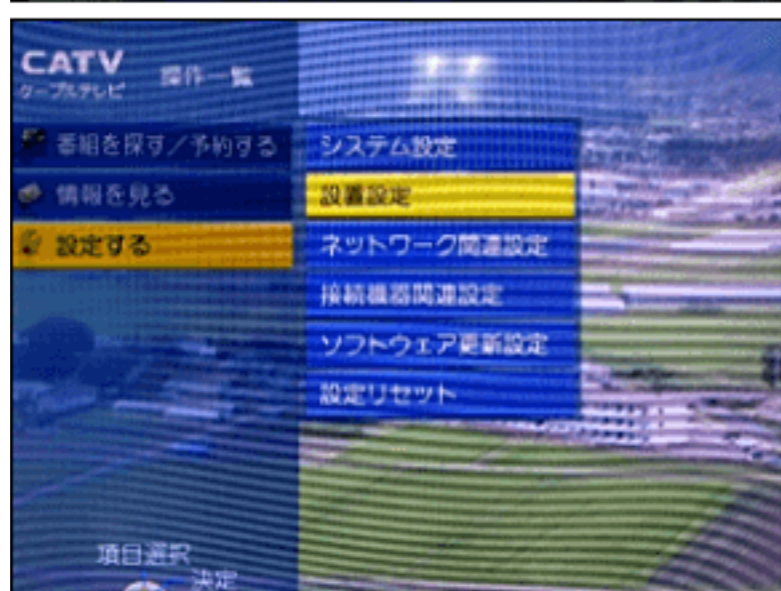 CATV
ケーブルテレビ
操作一覧
番組を探す/予約する
情報を見る
設定する
システム設定
設置設定
ネットワーク関連設定
接続機器関連設定
ソフトウェア更新設定
設定リセット
項目選択
決定